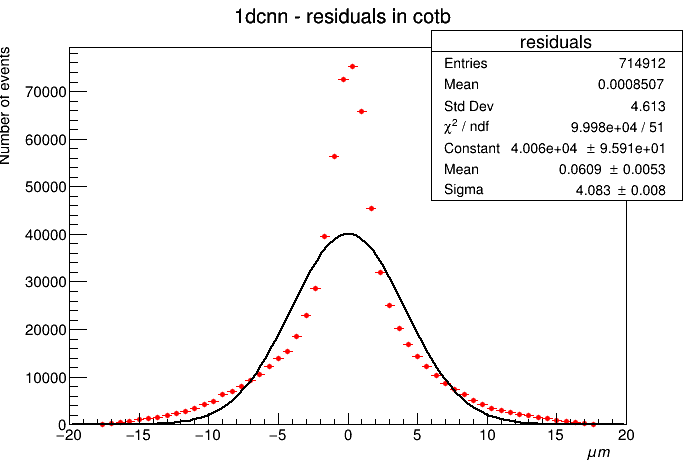 1dcnn - residuals in cotb
residuals
Entries 714912
Mean 0.0008507
Std Dev 4.613
χ² / ndf 9.998e+04 / 51
Constant 4.006e+04 ± 9.591e+01
Mean 0.0609 ± 0.0053
Sigma 4.083 ± 0.008
Number of events
70000
60000
50000
40000
30000
20000
10000
0
−20 −15 −10 −5 0 5 10 15 20
μm